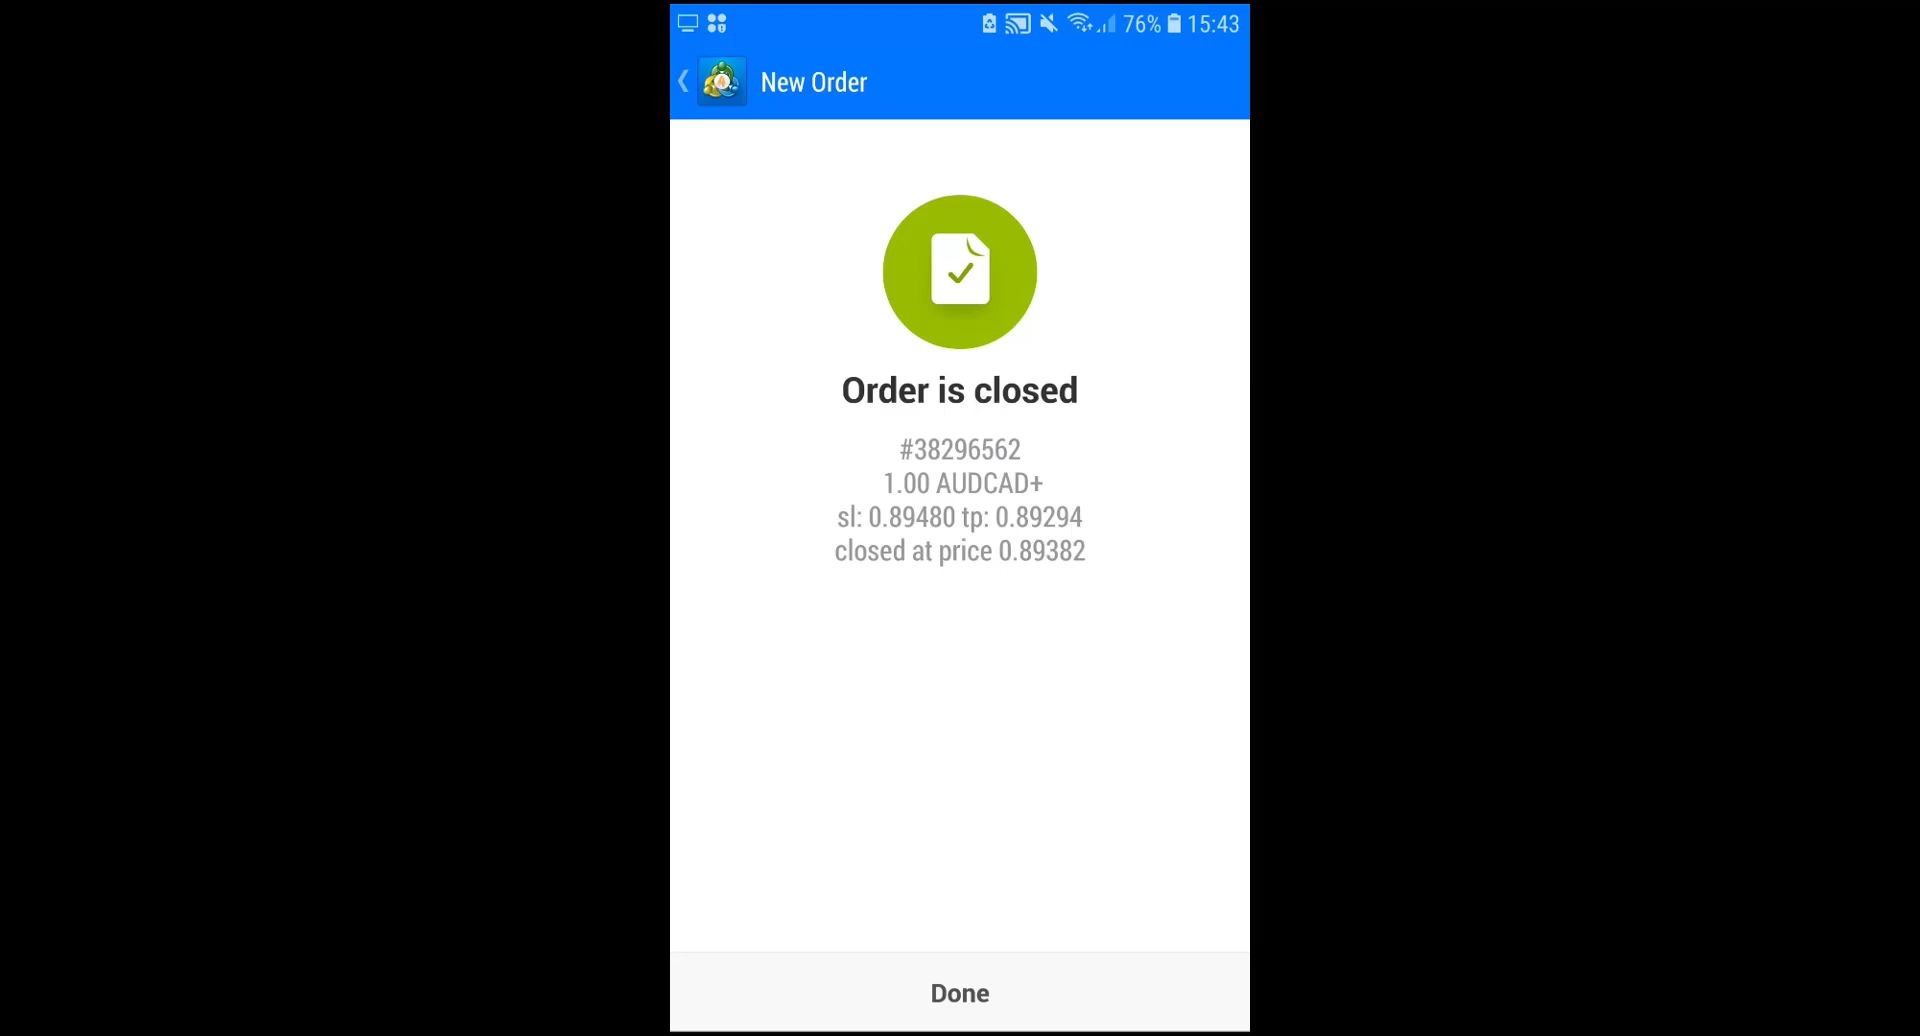 76% 15:43
New Order
Order is closed
#38296562
1.00 AUDCAD+
sl: 0.89480 tp: 0.89294
closed at price 0.89382
Done